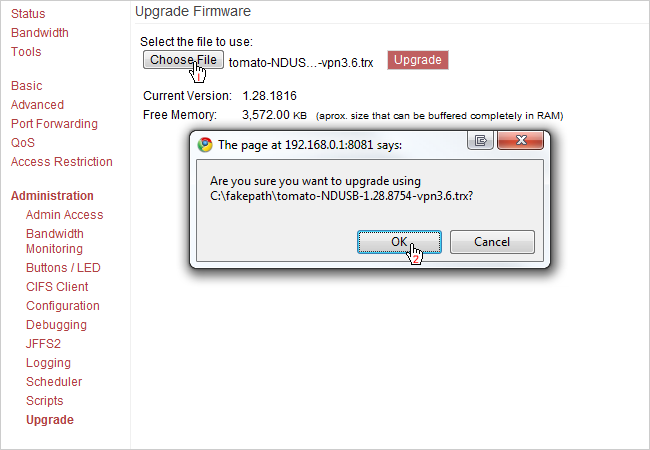 Status
Bandwidth
Tools
Basic
Advanced
Port Forwarding
QoS
Access Restriction
Administration
Admin Access
Bandwidth
Monitoring
Buttons / LED
CIFS Client
Configuration
Debugging
JFFS2
Logging
Scheduler
Scripts
Upgrade
Upgrade Firmware
Select the file to use:
Choose File tomato-NDUS...-vpn3.6.trx Upgrade
1
Current Version: 1.28.1816
Free Memory: 3,572.00 KB (aprox. size that can be buffered completely in RAM)
The page at 192.168.0.1:8081 says:
Are you sure you want to upgrade using
C:\fakepath\tomato-NDUSB-1.28.8754-vpn3.6.trx?
OK Cancel
2